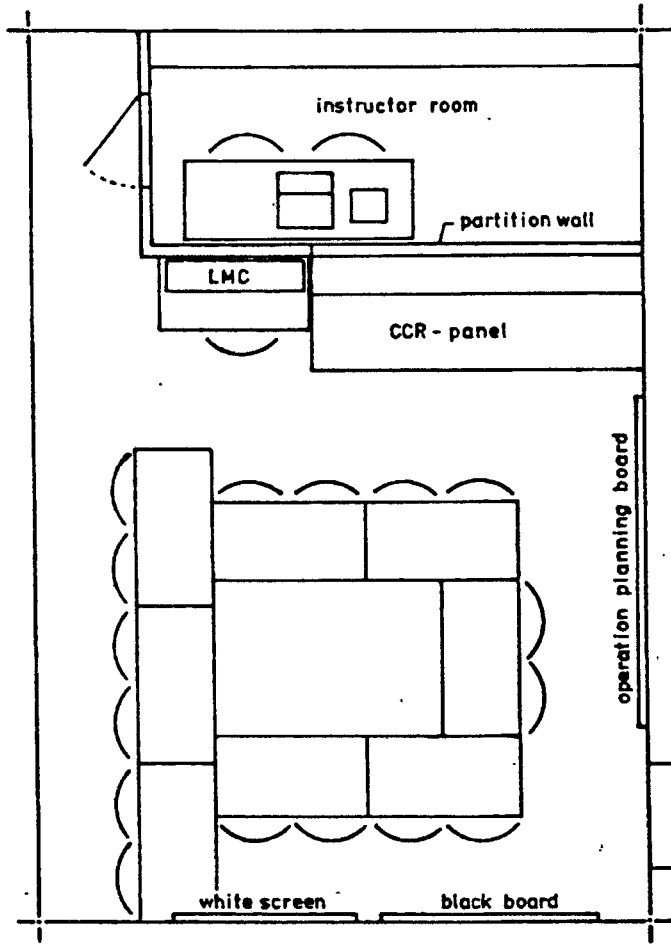 instructor room
partition wall
LMC
CCR - panel
operation planning board
white screen
black board